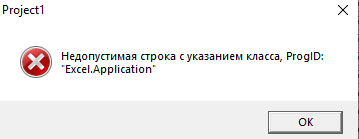 Project1
Недопустимая строка с указанием класса, ProgID:
"Excel.Application"
OK